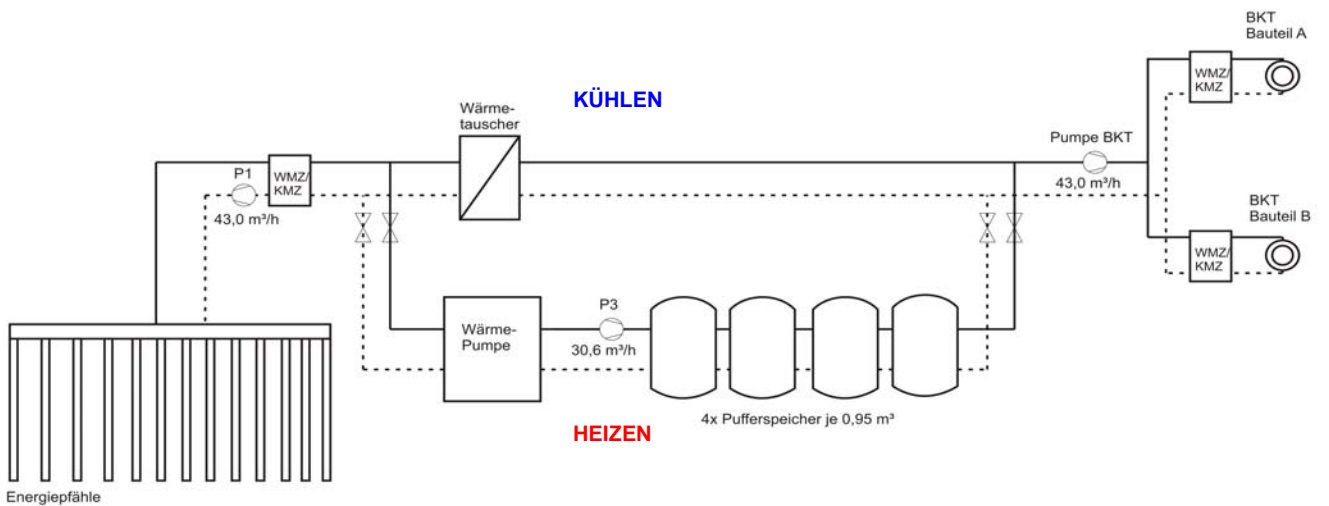 BKT
Bauteil A
WMZ/
KMZ
KÜHLEN
Wärme-
tauscher
Pumpe BKT
43,0 m³/h
P1
WMZ/
KMZ
43,0 m³/h
BKT
Bauteil B
WMZ/
KMZ
Wärme-
Pumpe
P3
30,6 m³/h
4x Pufferspeicher je 0,95 m³
HEIZEN
Energiepfähle